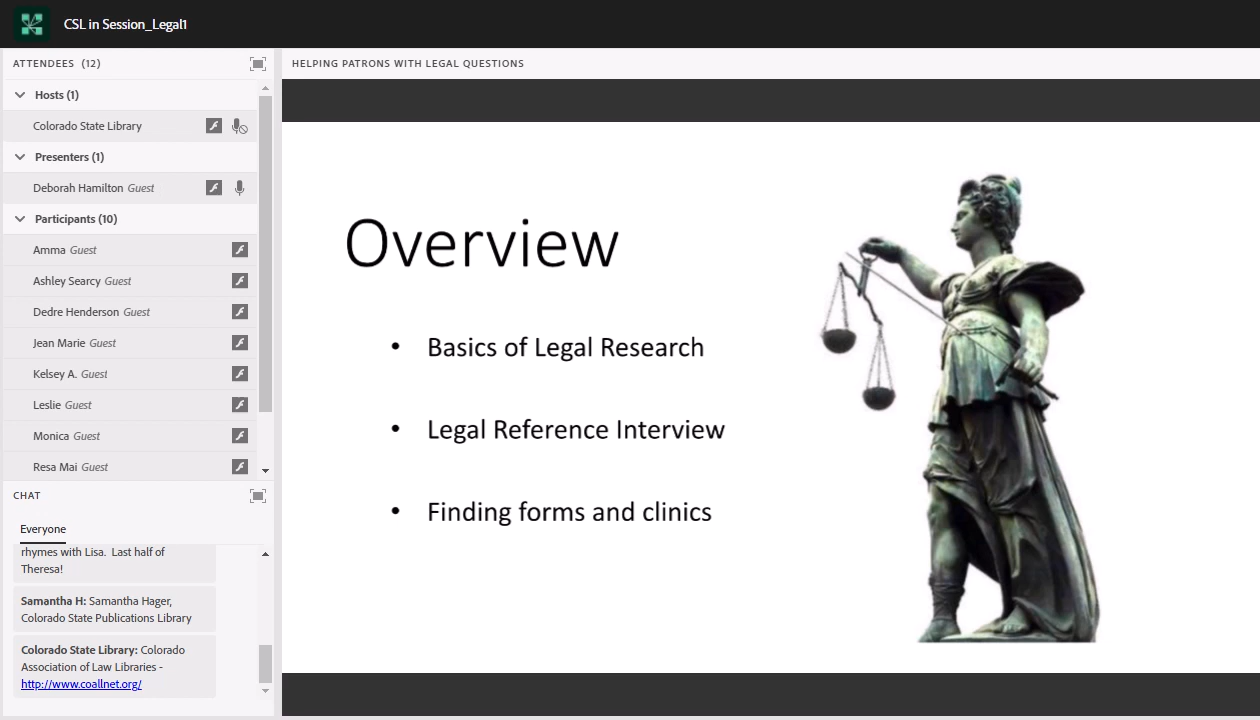 CSL in Session_Legal1
ATTENDEES (12)
Hosts (1)
Colorado State Library
Presenters (1)
Deborah Hamilton Guest
Participants (10)
Amma Guest
Ashley Searcy Guest
Dedre Henderson Guest
Jean Marie Guest
Kelsey A. Guest
Leslie Guest
Monica Guest
Resa Mai Guest
CHAT
Everyone
rhymes with Lisa. Last half of
Theresa!
Samantha H: Samantha Hager,
Colorado State Publications Library
Colorado State Library: Colorado
Association of Law Libraries -
http://www.coallnet.org/
HELPING PATRONS WITH LEGAL QUESTIONS
Overview
• Basics of Legal Research
• Legal Reference Interview
• Finding forms and clinics